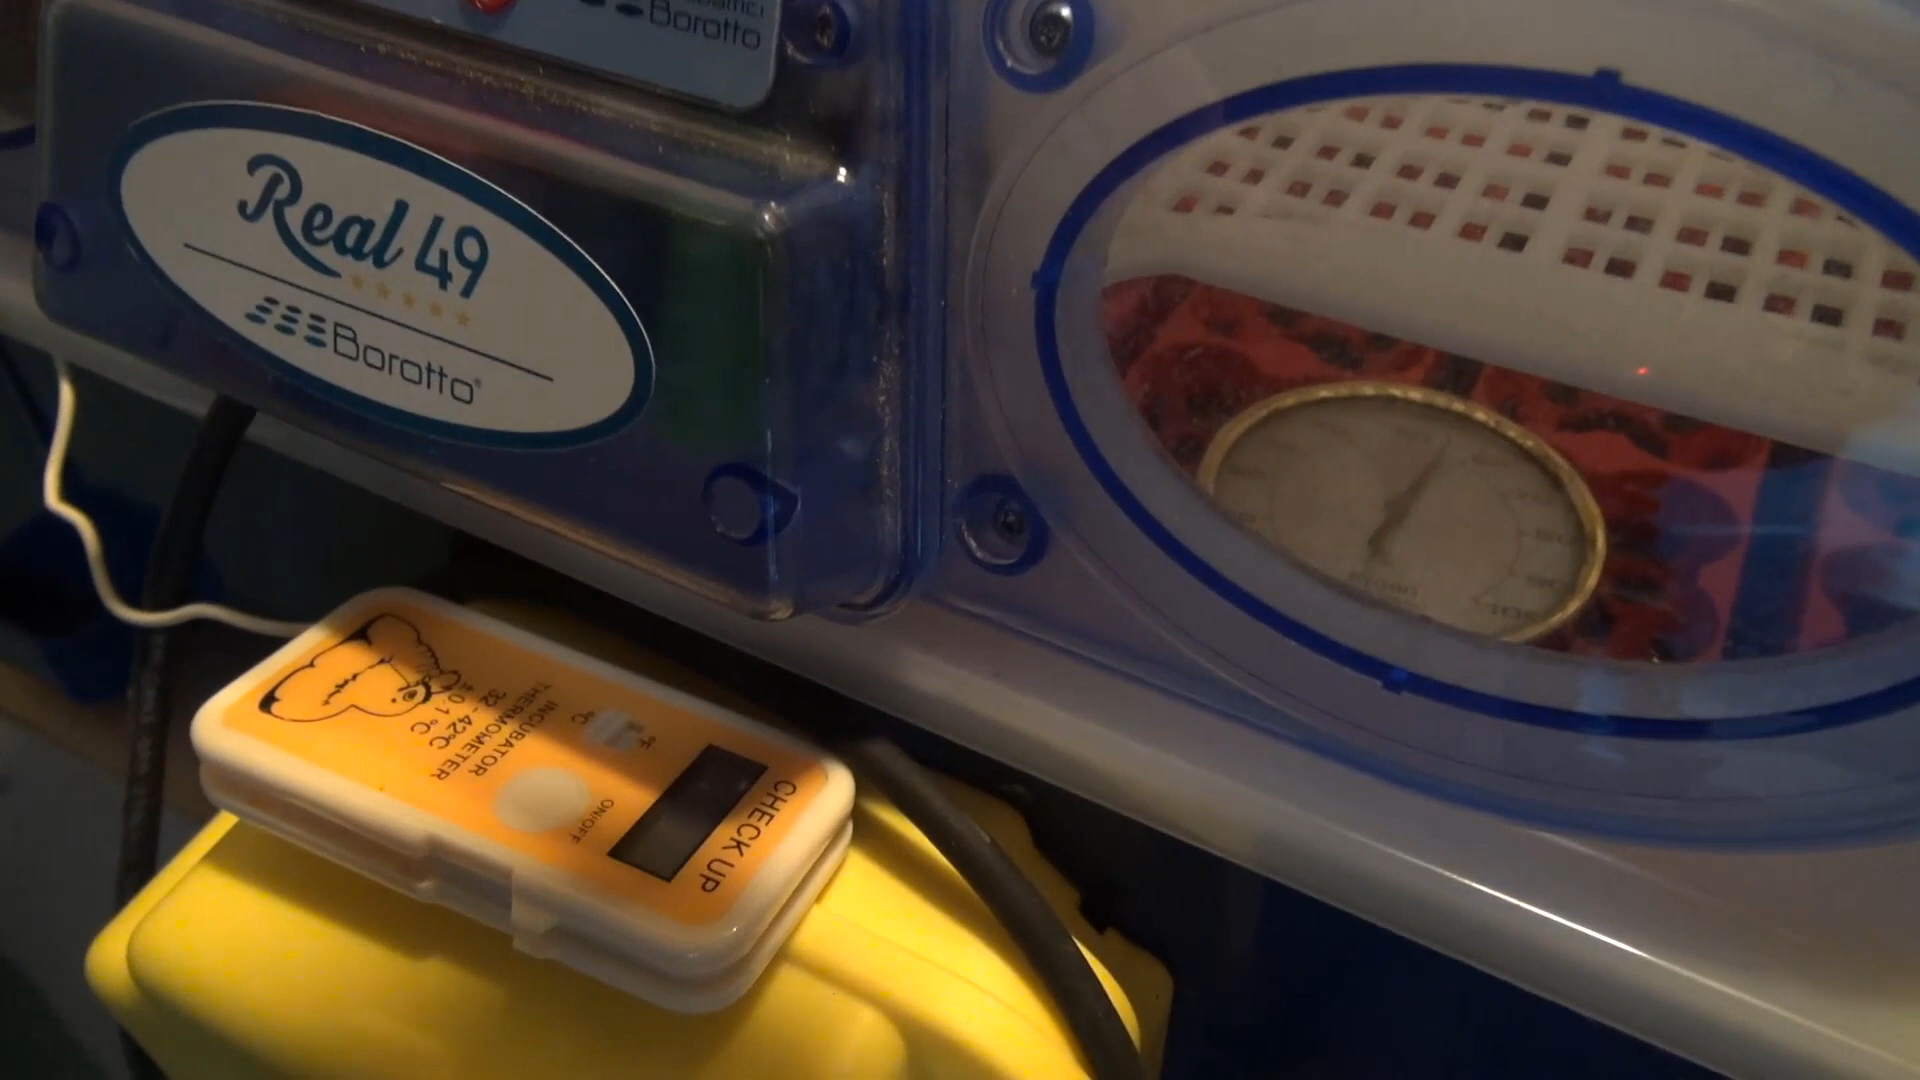 Borotto
Real 49
Borotto®
INCUBATOR
THERMOMETER
32-42°C
±0.1°C
°C
°F
ON/OFF
CHECK UP